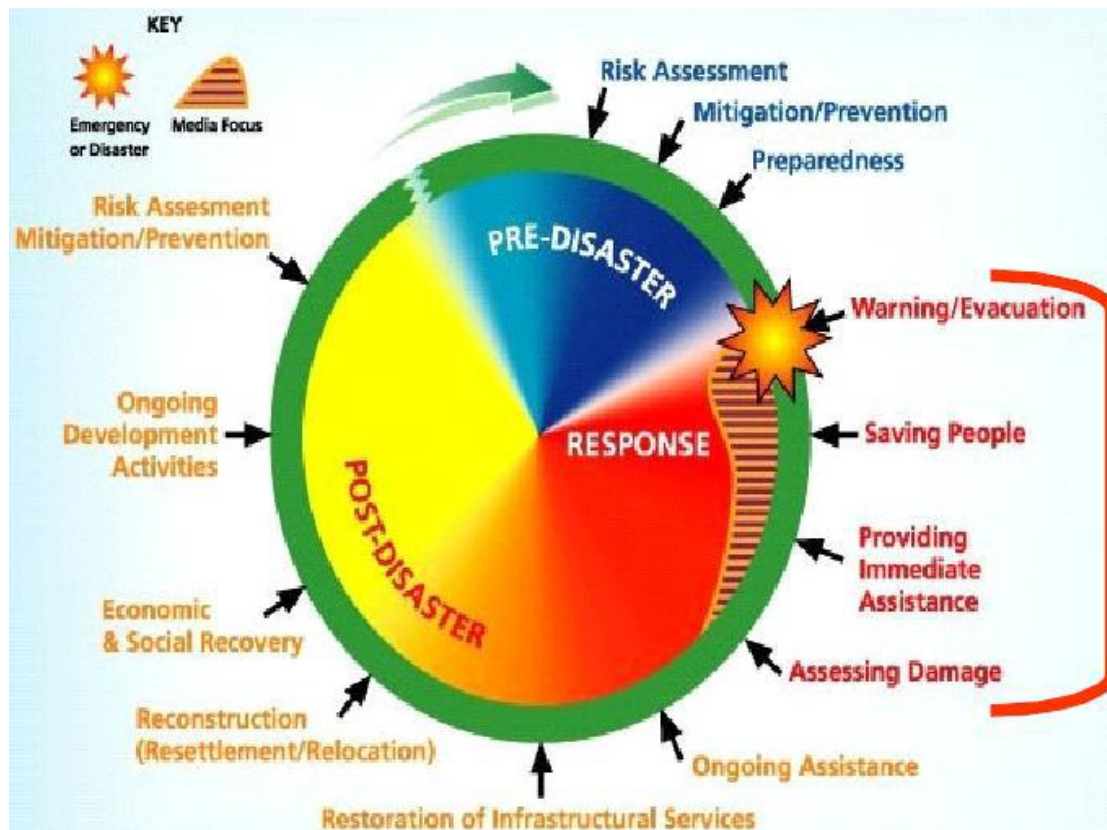 KEY
Emergency
or Disaster
Media Focus
Risk Assessment
Mitigation/Prevention
Preparedness
Warning/Evacuation
Saving People
Providing
Immediate
Assistance
Assessing Damage
Ongoing Assistance
Restoration of Infrastructural Services
Reconstruction
(Resettlement/Relocation)
Economic
& Social Recovery
Ongoing
Development
Activities
Risk Assesment
Mitigation/Prevention
PRE-DISASTER
RESPONSE
POST-DISASTER